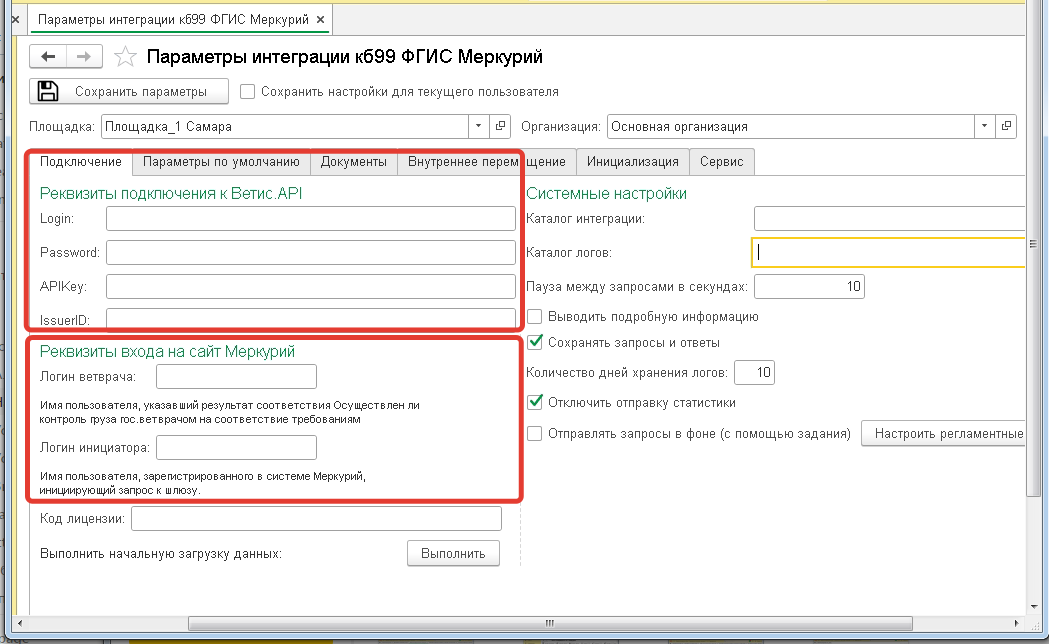 Параметры интеграции кб99 ФГИС Меркурий
Параметры интеграции кб99 ФГИС Меркурий
Сохранить параметры
Сохранить настройки для текущего пользователя
Площадка: Площадка_1 Самара
Организация: Основная организация
Подключение Параметры по умолчанию Документы Внутреннее перемещение Инициализация Сервис
Реквизиты подключения к Ветис.API
Login:
Password:
APIKey:
IssuerID:
Реквизиты входа на сайт Меркурий
Логин ветврача:
Имя пользователя, указавший результат соответствия Осуществлен ли
контроль груза гос.ветврачом на соответствие требованиям
Логин инициатора:
Имя пользователя, зарегистрированного в системе Меркурий,
инициирующий запрос к шлюзу.
Код лицензии:
Выполнить начальную загрузку данных: Выполнить
Системные настройки
Каталог интеграции:
Каталог логов:
Пауза между запросами в секундах: 10
Выводить подробную информацию
Сохранять запросы и ответы
Количество дней хранения логов: 10
Отключить отправку статистики
Отправлять запросы в фоне (с помощью задания) Настроить регламентные